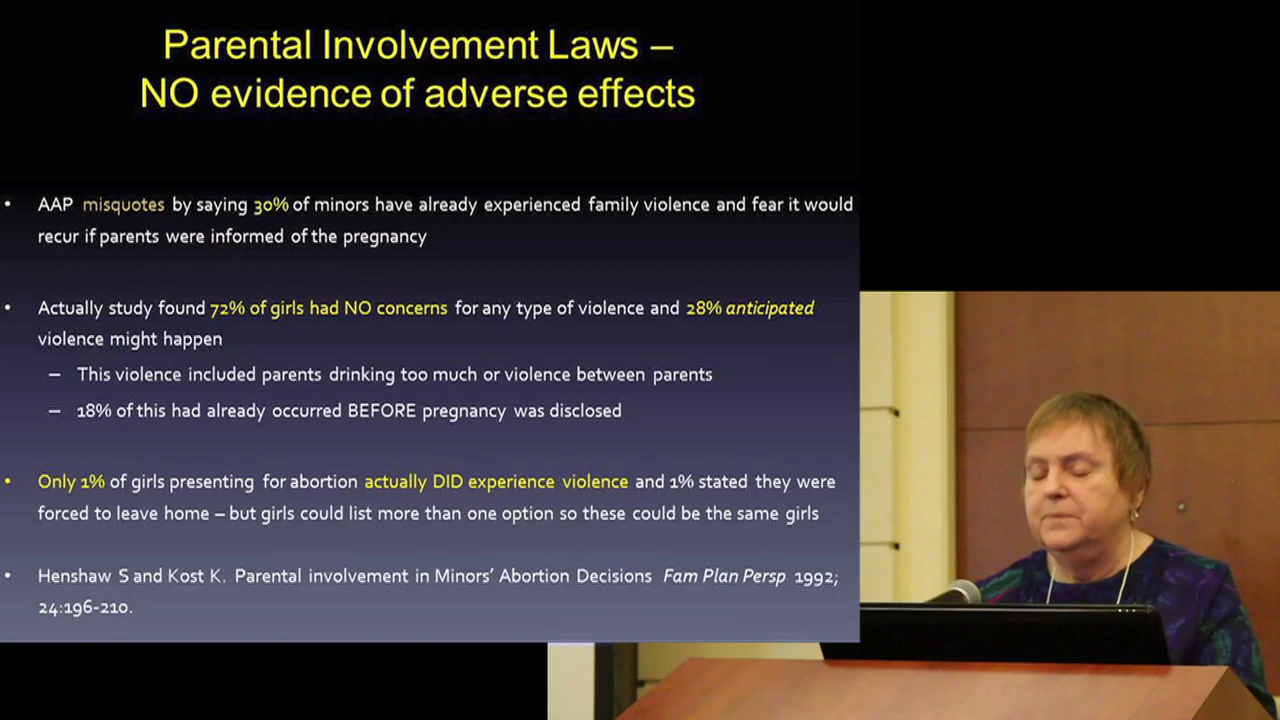 Parental Involvement Laws –
NO evidence of adverse effects
• AAP misquotes by saying 30% of minors have already experienced family violence and fear it would
recur if parents were informed of the pregnancy
• Actually study found 72% of girls had NO concerns for any type of violence and 28% anticipated
violence might happen
– This violence included parents drinking too much or violence between parents
– 18% of this had already occurred BEFORE pregnancy was disclosed
• Only 1% of girls presenting for abortion actually DID experience violence and 1% stated they were
forced to leave home – but girls could list more than one option so these could be the same girls
• Henshaw S and Kost K. Parental involvement in Minors' Abortion Decisions Fam Plan Persp 1992;
24:196-210.